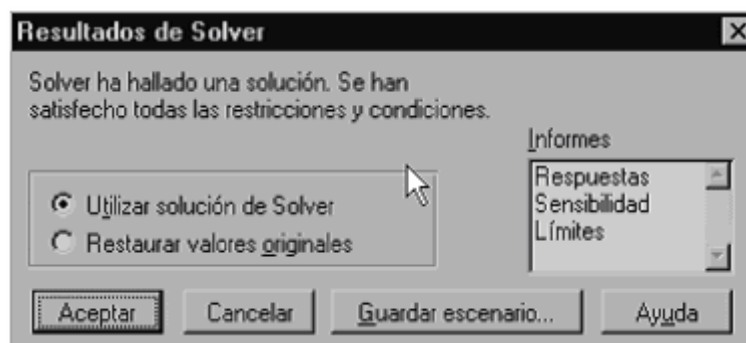 Resultados de Solver
Solver ha hallado una solución. Se han
satisfecho todas las restricciones y condiciones.
Informes
Respuestas
Sensibilidad
Límites
Utilizar solución de Solver
Restaurar valores originales
Aceptar
Cancelar
Guardar escenario...
Ayuda